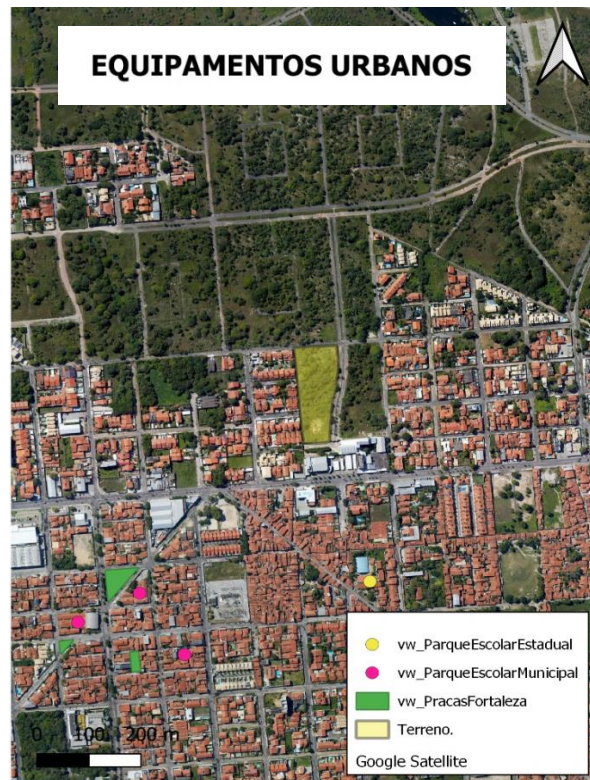 EQUIPAMENTOS URBANOS
vw_ParqueEscolarEstadual
vw_ParqueEscolarMunicipal
vw_PracasFortaleza
Terreno.
Google Satellite
0 100 200 m